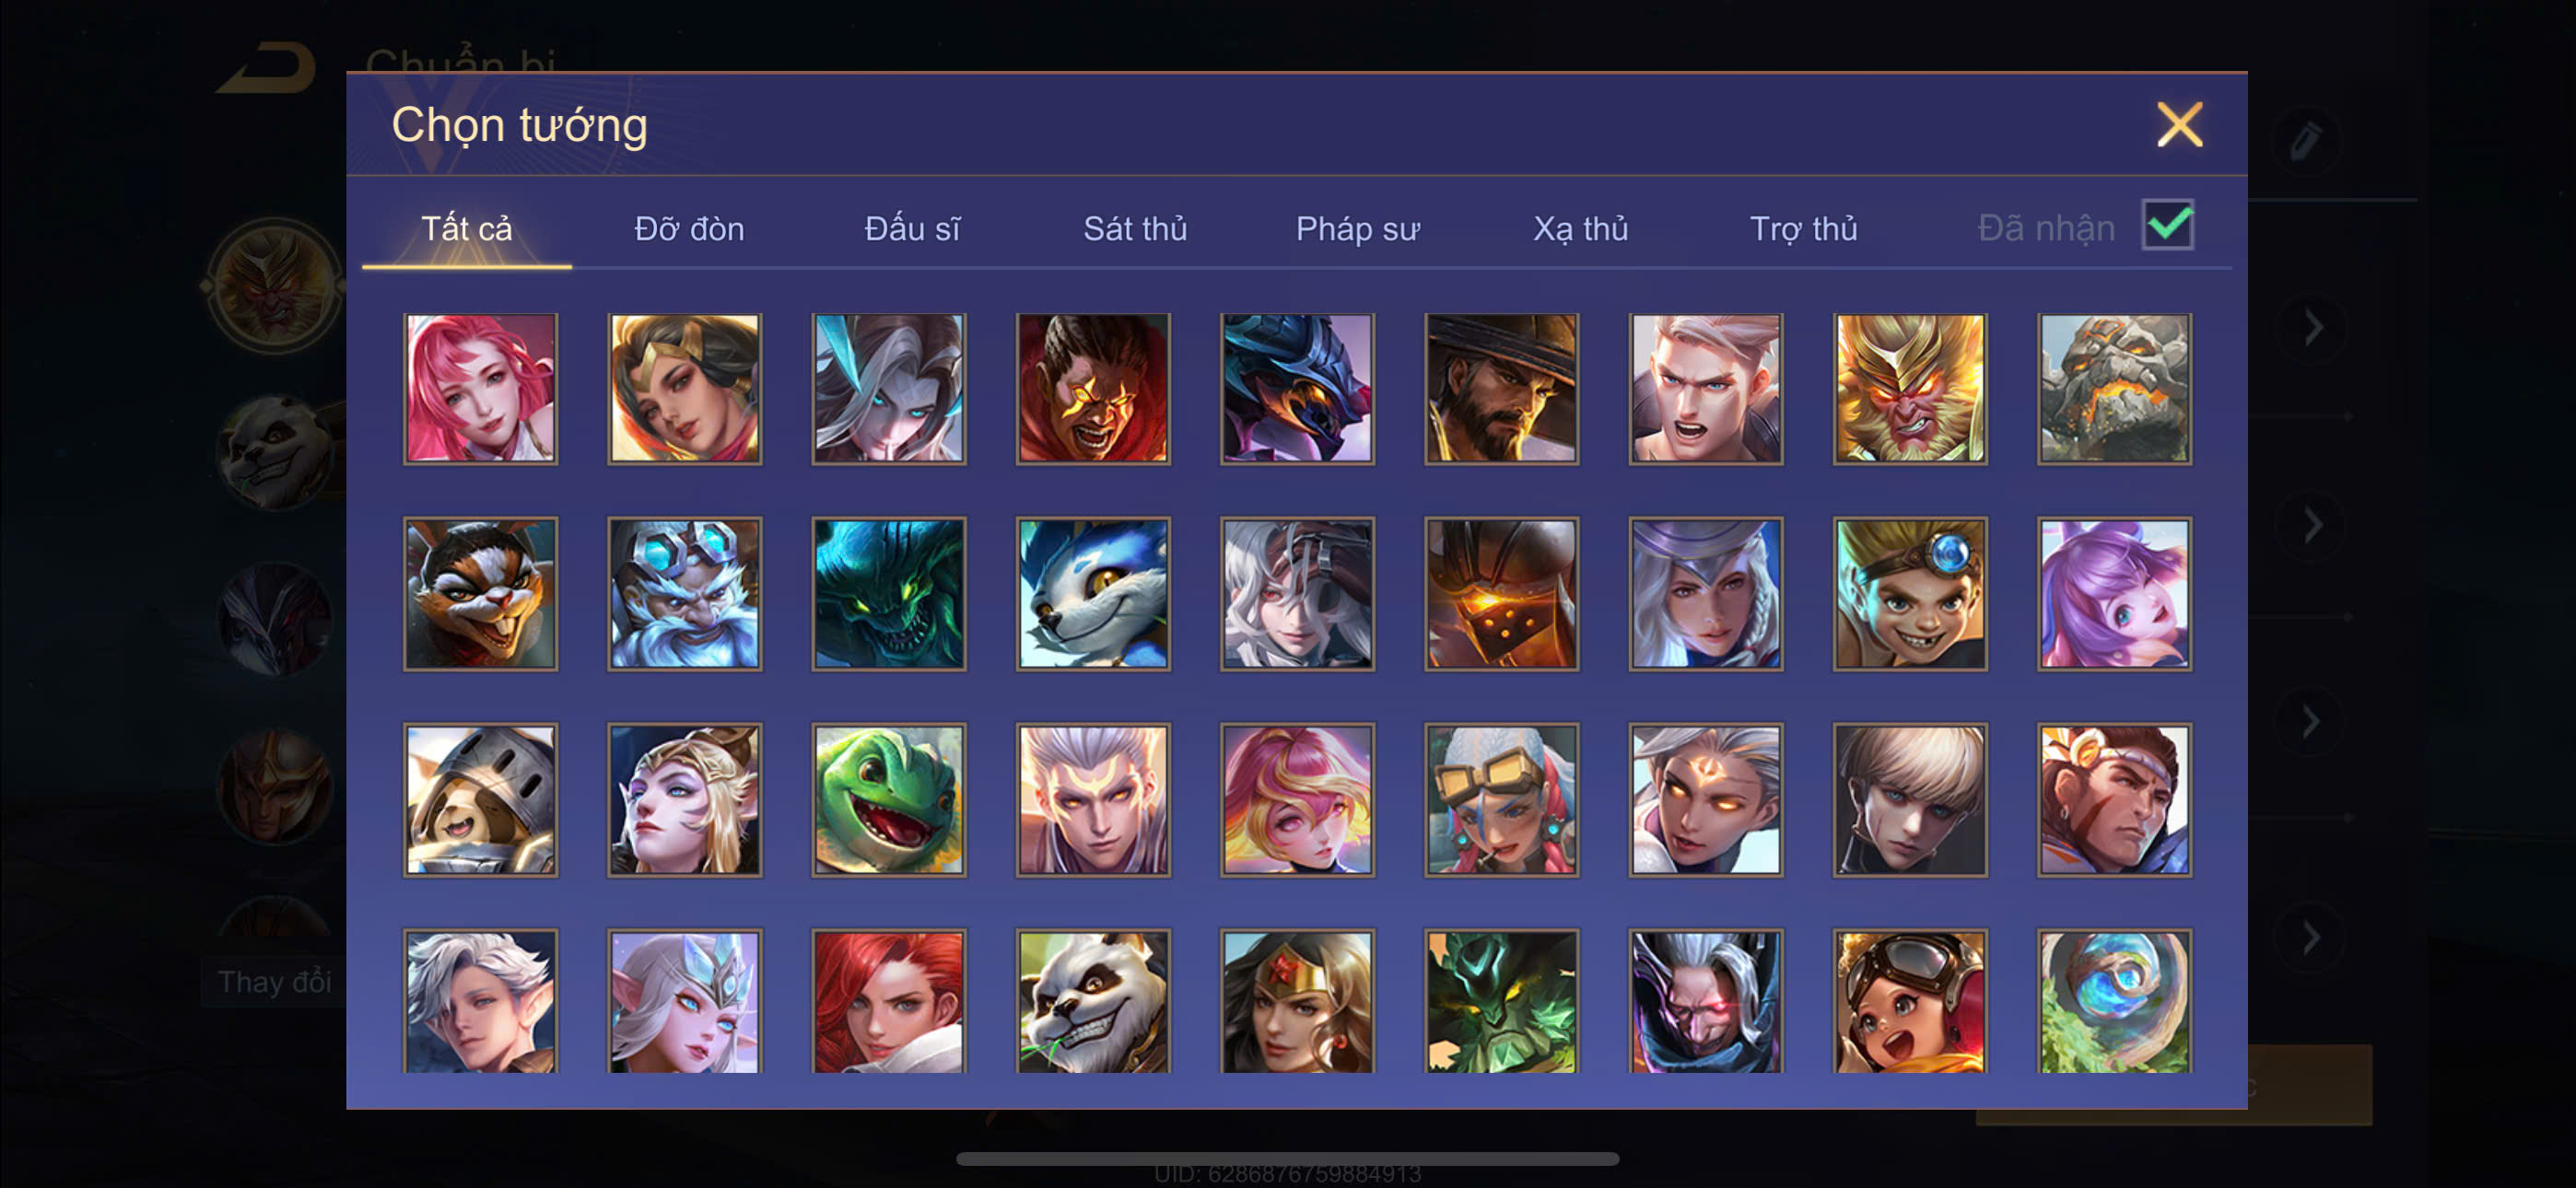 Chuẩn bị
Chọn tướng
Tất cả
Đỡ đòn
Đấu sĩ
Sát thủ
Pháp sư
Xạ thủ
Trợ thủ
Đã nhận
Thay đổi
UID: 6286876759884913